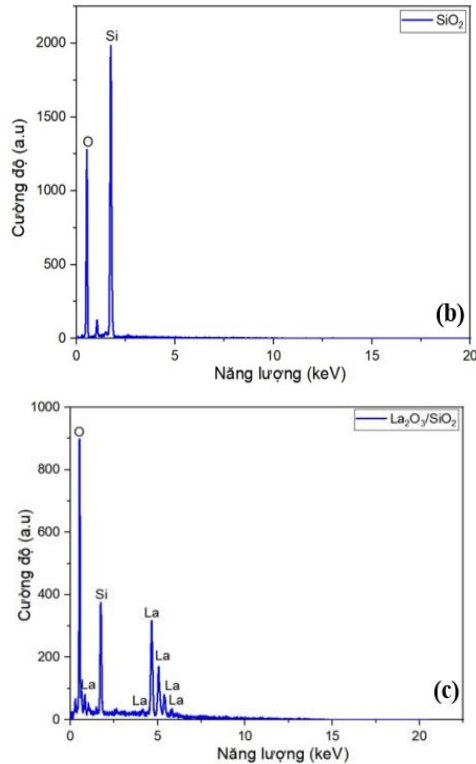 SiO₂
2000
Si
1500
O
1000
500
0
Cường độ (a.u)
(b)
0 5 10 15 20
Năng lượng (keV)
1000
La₂O₃/SiO₂
O
800
600
400
Si
La
200
La
La
La
La
La
0
Cường độ (a.u)
(c)
0 5 10 15 20
Năng lượng (keV)